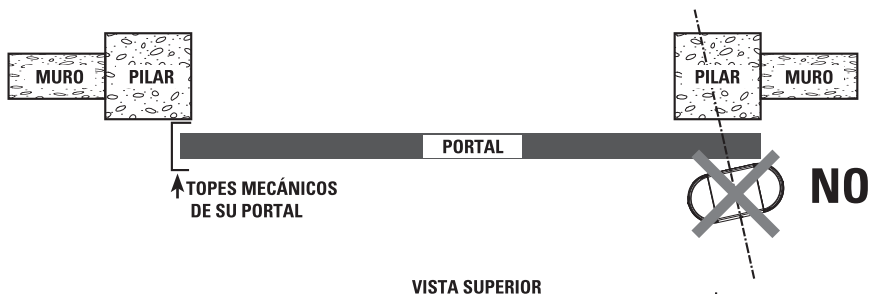 MURO PILAR PILAR MURO
PORTAL
TOPES MECÁNICOS
DE SU PORTAL
NO
VISTA SUPERIOR